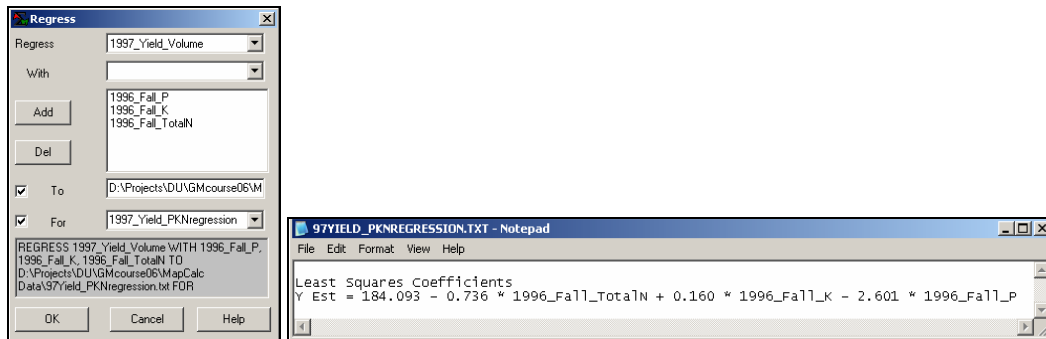 Regress
Regress 1997_Yield_Volume
With
Add
1996_Fall_P
1996_Fall_K
1996_Fall_TotalN
Del
To D:\Projects\DU\GMcourse06\M
For 1997_Yield_PKNregression
REGRESS 1997_Yield_Volume WITH 1996_Fall_P,
1996_Fall_K, 1996_Fall_TotalN TO
D:\Projects\DU\GMcourse06\MapCalc
Data\97Yield_PKNregression.txt FOR
OK Cancel Help
97YIELD_PKNREGRESSION.TXT - Notepad
File Edit Format View Help
Least Squares Coefficients
Y Est = 184.093 - 0.736 * 1996_Fall_TotalN + 0.160 * 1996_Fall_K - 2.601 * 1996_Fall_P